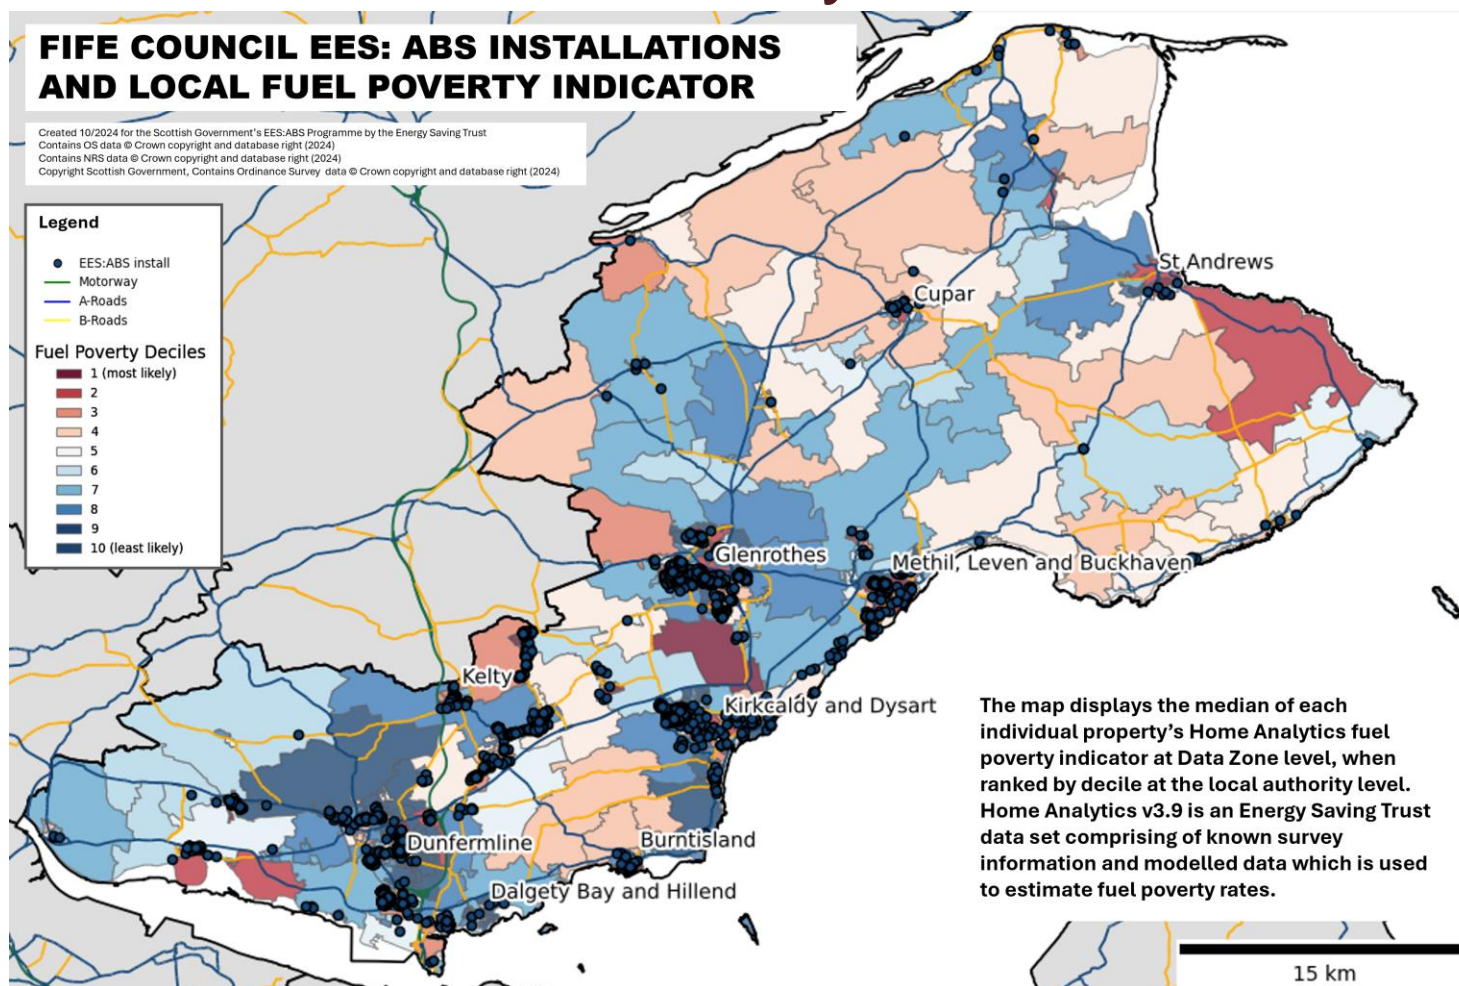 FIFE COUNCIL EES: ABS INSTALLATIONS
AND LOCAL FUEL POVERTY INDICATOR
Created 10/2024 for the Scottish Government's EES:ABS Programme by the Energy Saving Trust
Contains OS data © Crown copyright and database right (2024)
Contains NRS data © Crown copyright and database right (2024)
Copyright Scottish Government, Contains Ordinance Survey data © Crown copyright and database right (2024)
Legend
EES:ABS install
Motorway
A-Roads
B-Roads
Fuel Poverty Deciles
1 (most likely)
2
3
4
5
6
7
8
9
10 (least likely)
St Andrews
Cupar
Glenrothes
Methil, Leven and Buckhaven
Kelty
Kirkcaldy and Dysart
Dunfermline
Burntisland
Dalgety Bay and Hillend
The map displays the median of each
individual property's Home Analytics fuel
poverty indicator at Data Zone level, when
ranked by decile at the local authority level.
Home Analytics v3.9 is an Energy Saving Trust
data set comprising of known survey
information and modelled data which is used
to estimate fuel poverty rates.
15 km